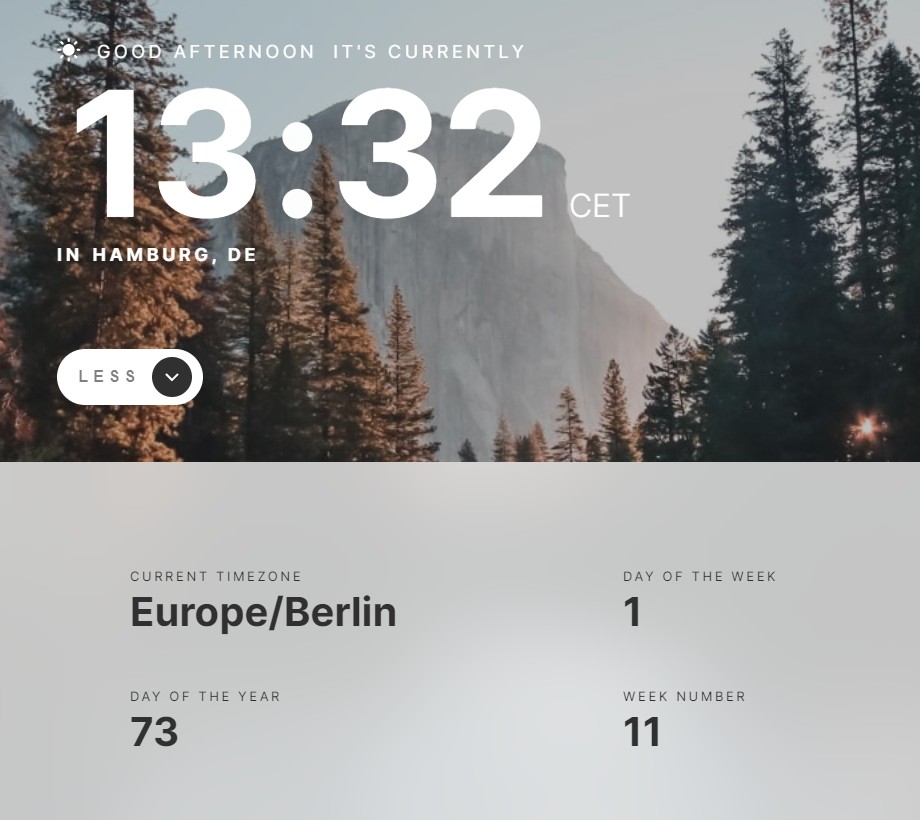 GOOD AFTERNOON IT'S CURRENTLY
13:32 CET
IN HAMBURG, DE
LESS
CURRENT TIMEZONE
Europe/Berlin
DAY OF THE WEEK
1
DAY OF THE YEAR
73
WEEK NUMBER
11